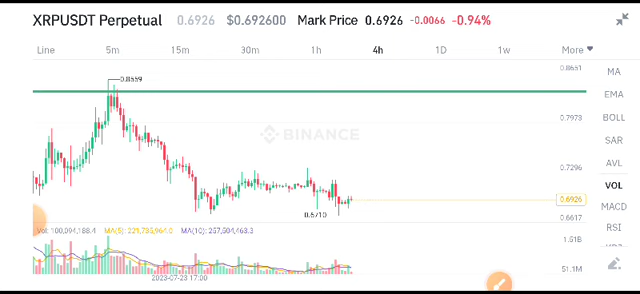 XRPUSDT Perpetual 0.6926 $0.692600 Mark Price 0.6926 -0.0066 -0.94%
Line 5m 15m 30m 1h 4h 1D 1w More
0.8651
MA
0.8559
EMA
0.7973
BOLL
BINANCE
SAR
0.7296
AVL
0.6926
VOL
0.6710
0.6617
MACD
Vol: 100,094,188.4 MA(5): 221,785,964.0 MA(10): 257,504,463.3
RSI
1.61B
51.1M
2023-07-23 17:00